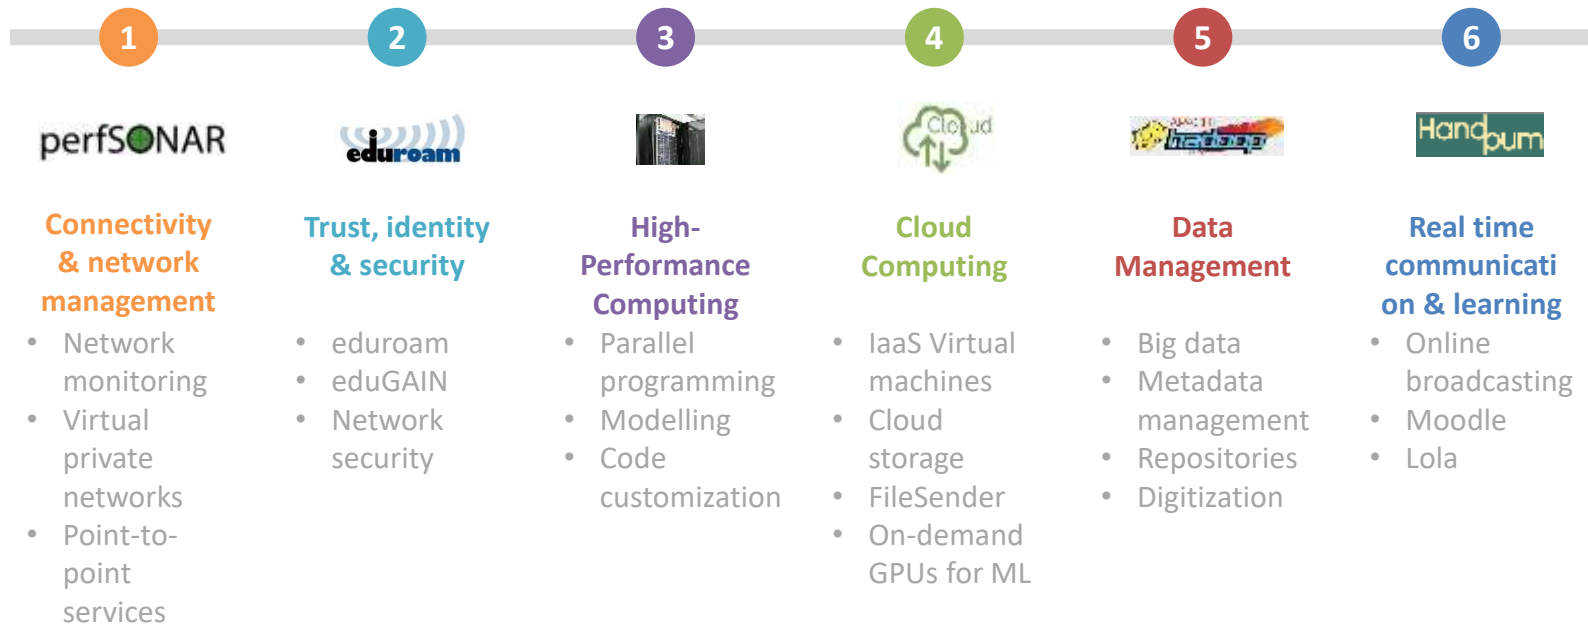 1
2
3
4
5
6
perfSONAR
eduroam
Cloud
APACHE
hadoop
Handpum
Connectivity
& network
management
• Network
monitoring
• Virtual
private
networks
• Point-to-
point
services
Trust, identity
& security
• eduroam
• eduGAIN
• Network
security
High-
Performance
Computing
• Parallel
programming
• Modelling
• Code
customization
Cloud
Computing
• IaaS Virtual
machines
• Cloud
storage
• FileSender
• On-demand
GPUs for ML
Data
Management
• Big data
• Metadata
management
• Repositories
• Digitization
Real time
communicati
on & learning
• Online
broadcasting
• Moodle
• Lola